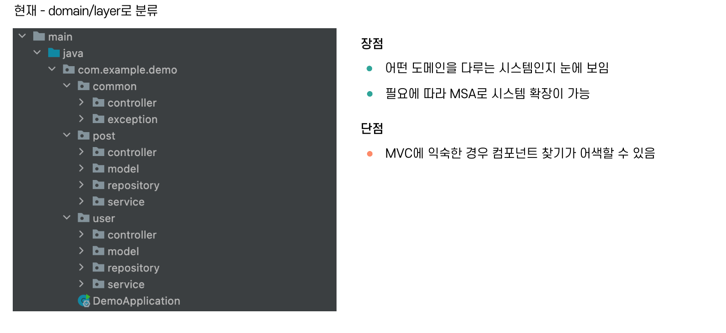 현재 - domain/layer로 분류
main
java
com.example.demo
common
controller
exception
post
controller
model
repository
service
user
controller
model
repository
service
DemoApplication
장점
어떤 도메인을 다루는 시스템인지 눈에 보임
필요에 따라 MSA로 시스템 확장이 가능
단점
MVC에 익숙한 경우 컴포넌트 찾기가 어색할 수 있음